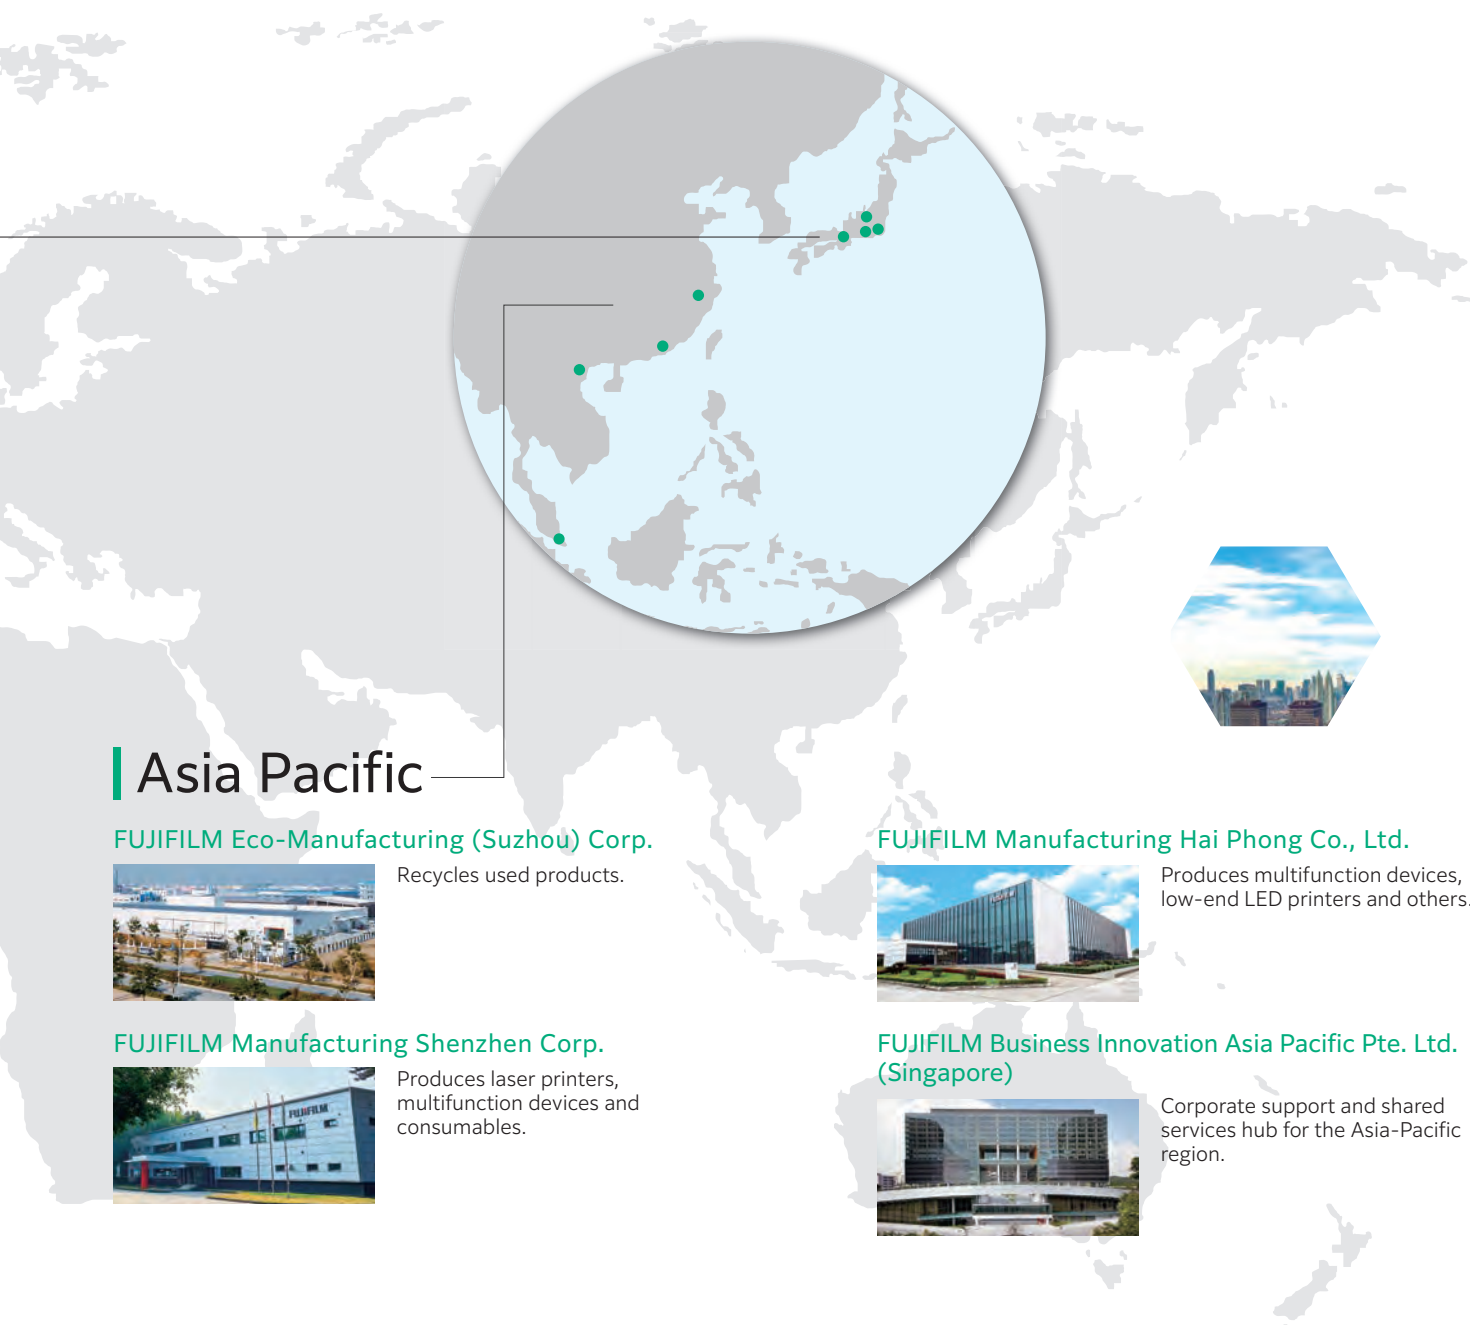 Asia Pacific
FUJIFILM Eco-Manufacturing (Suzhou) Corp.
Recycles used products.
FUJIFILM Manufacturing Shenzhen Corp.
FUJIFILM
Produces laser printers,
multifunction devices and
consumables.
FUJIFILM Manufacturing Hai Phong Co., Ltd.
Produces multifunction devices,
low-end LED printers and others.
FUJIFILM Business Innovation Asia Pacific Pte. Ltd.
(Singapore)
Corporate support and shared
services hub for the Asia-Pacific
region.